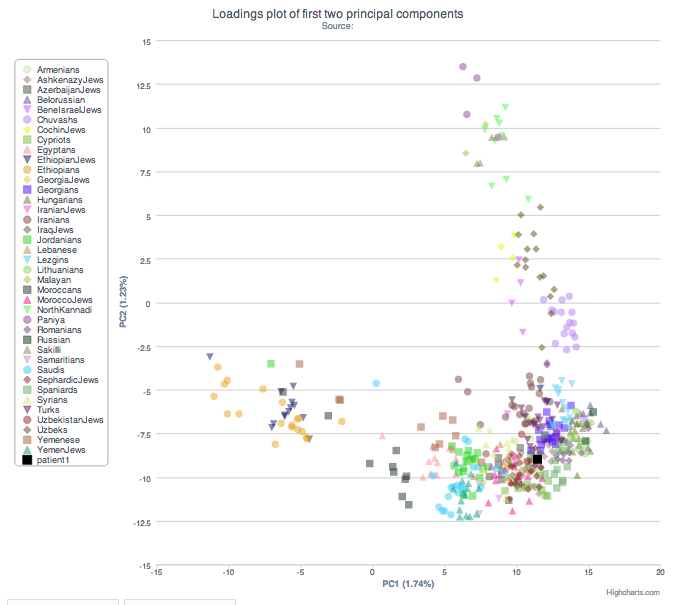 Loadings plot of first two principal components
Source:
15
12.5
10
7.5
5
2.5
0
-2.5
-5
-7.5
-10
-12.5
-15
PC2 (1.23%)
Armenians
AshkenazyJews
AzerbaijanJews
Belorussian
BeneIsraelJews
Chuvashs
CochinJews
Cypriots
Egyptans
EthiopianJews
Ethiopians
GeorgiaJews
Georgians
Hungarians
IranianJews
Iranians
IraqJews
Jordanians
Lebanese
Lezgins
Lithuanians
Malayan
Moroccans
MoroccoJews
NorthKannadi
Paniya
Romanians
Russian
Sakilli
Samaritians
Saudis
SephardicJews
Spaniards
Syrians
Turks
UzbekistanJews
Uzbeks
Yemenese
YemenJews
patient1
-15
-10
-5
0
5
10
15
20
PC1 (1.74%)
Highcharts.com